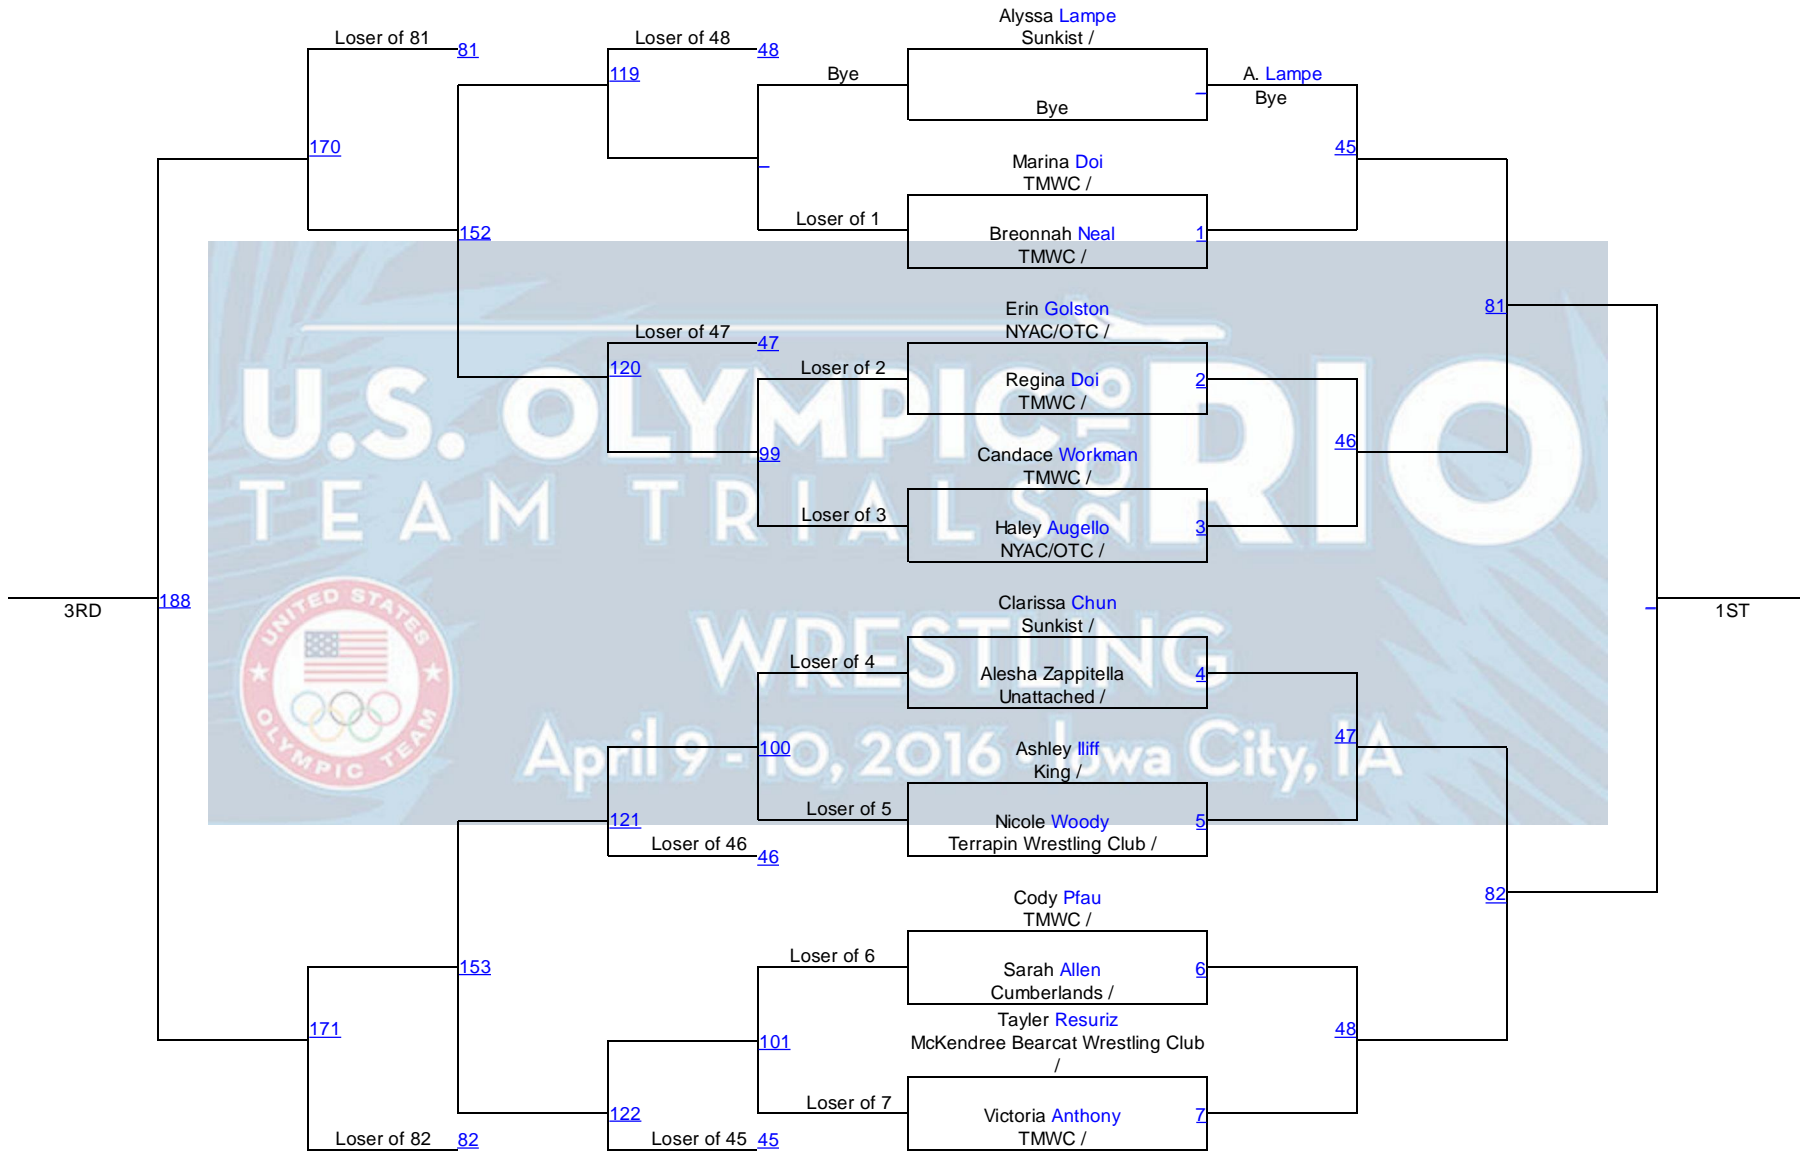 Alyssa Lampe
Sunkist /
Loser of 81
81
Loser of 48
48
119
Bye
Bye
A. Lampe
Bye
170
Marina Doi
TMWC /
45
Loser of 1
152
Breonnah Neal
1
TMWC /
Erin Golston
NYAC/OTC /
81
Loser of 47
47
120
Loser of 2
Regina Doi
2
TMWC /
99
Candace Workman
TMWC /
46
Loser of 3
Haley Augello
3
NYAC/OTC /
U.S. OLYMPIC
TEAM TRIALS
2016
RIO
188
3RD
1ST
UNITED STATES
OLYMPIC TEAM
Clarissa Chun
Sunkist /
WRESTLING
Loser of 4
Alesha Zappitella
4
Unattached /
100
Ashley Iliff
King /
47
April 9 - 10, 2016 - Iowa City, IA
Loser of 5
121
Nicole Woody
5
Terrapin Wrestling Club /
Loser of 46
46
Cody Pfau
TMWC /
82
Loser of 6
153
Sarah Allen
6
Cumberlands /
171
101
Tayler Resuriz
McKendree Bearcat Wrestling Club
/
48
Loser of 7
122
Victoria Anthony
7
TMWC /
Loser of 82
82
Loser of 45
45